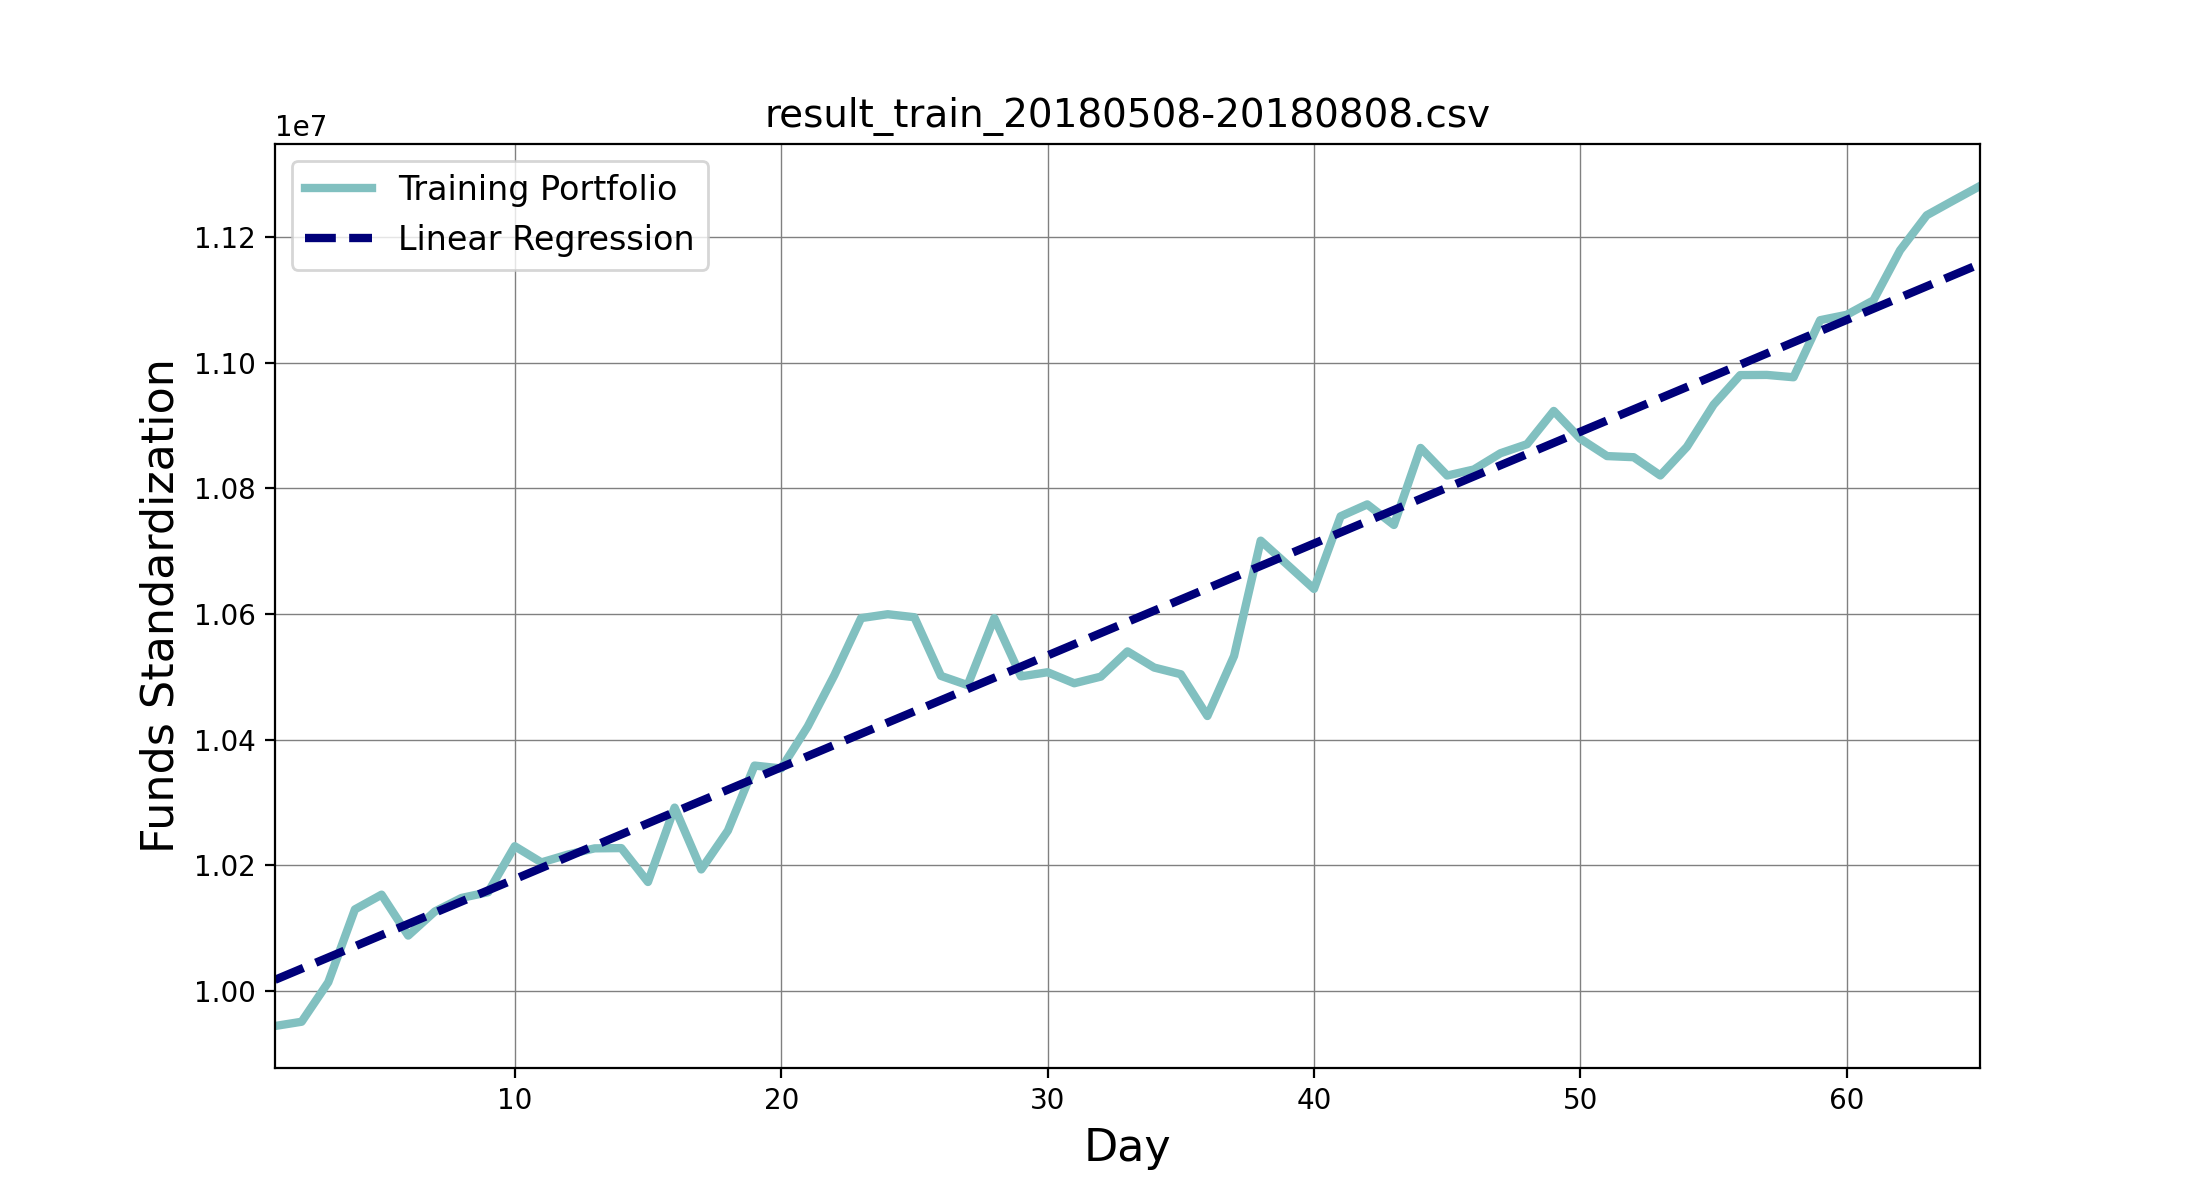 result_train_20180508-20180808.csv
1e7
Training Portfolio
Linear Regression
1.12
1.10
1.08
1.06
1.04
1.02
1.00
Funds Standardization
10 20 30 40 50 60
Day